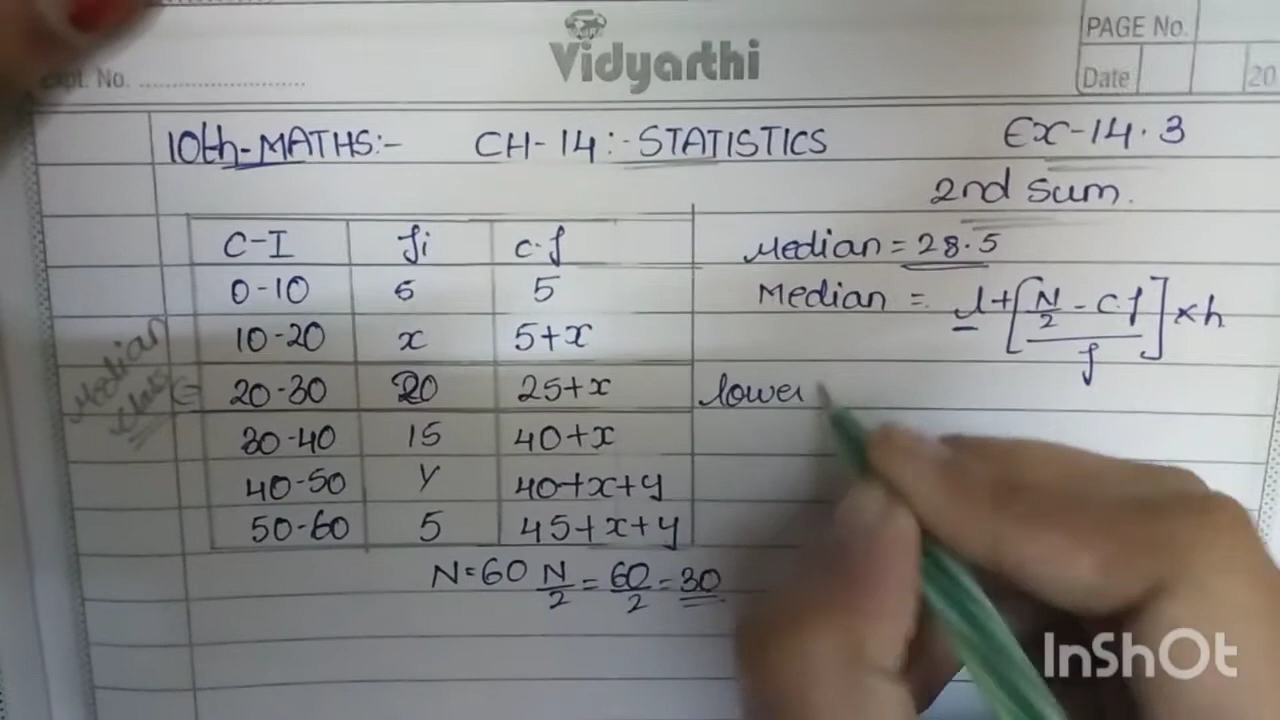 Expt. No.
Vidyarthi
PAGE No.
Date
20
10th-MATHS:- CH-14:-STATISTICS EX-14.3
2nd sum.
C-I fi c.f
0-10 5 5
10-20 x 5+x
20-30 20 25+x
30-40 15 40+x
40-50 y 40+x+y
50-60 5 45+x+y
N=60 N/2 = 60/2 = 30
Median class
Median = 28.5
Median = l+[N/2 - c.f / f]×h
lower
InShOt